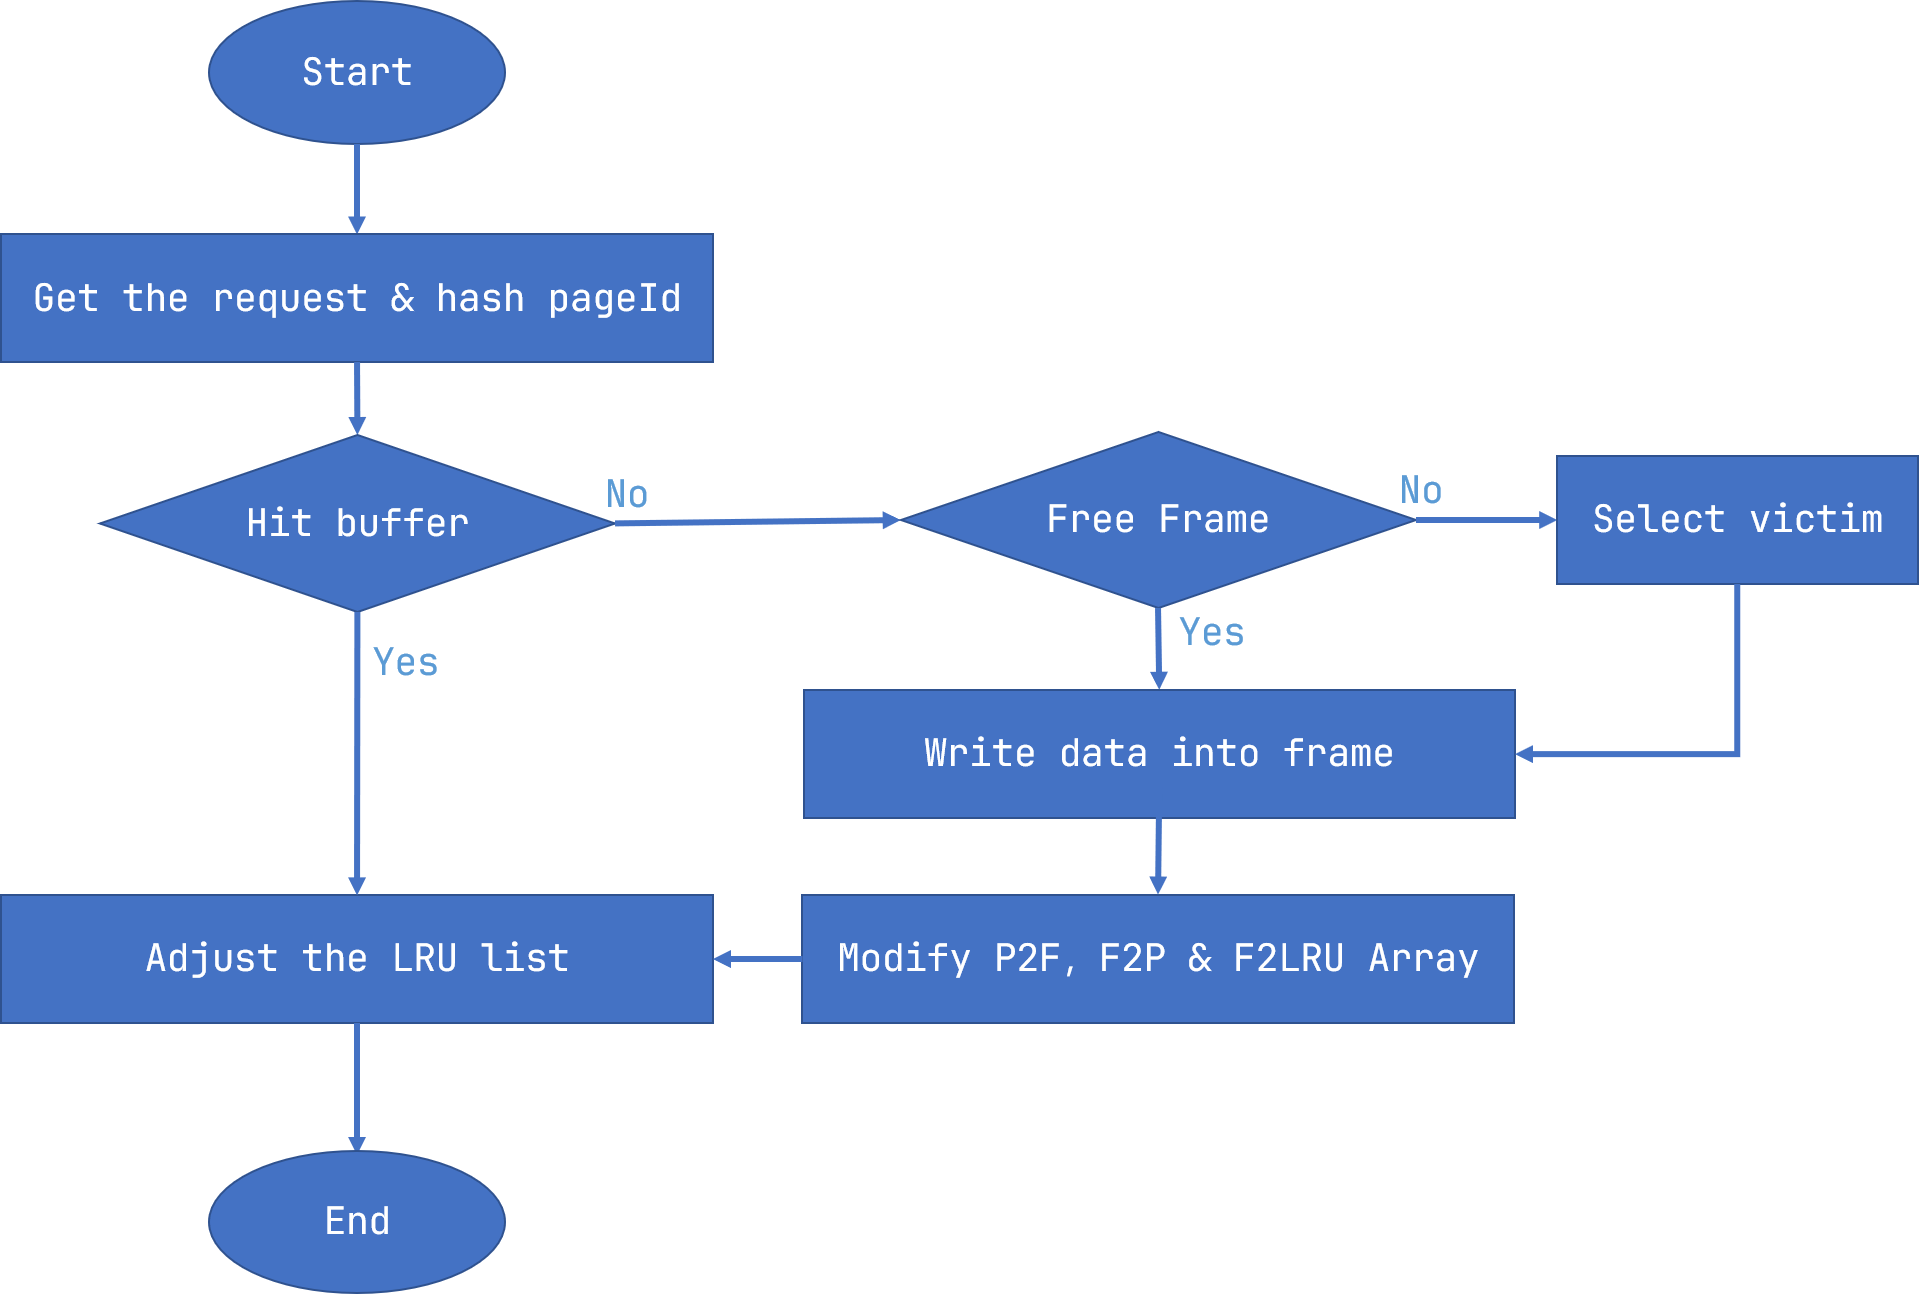 Start
Get the request & hash pageId
Hit buffer
No
Free Frame
No
Select victim
Yes
Yes
Write data into frame
Adjust the LRU list
Modify P2F, F2P & F2LRU Array
End